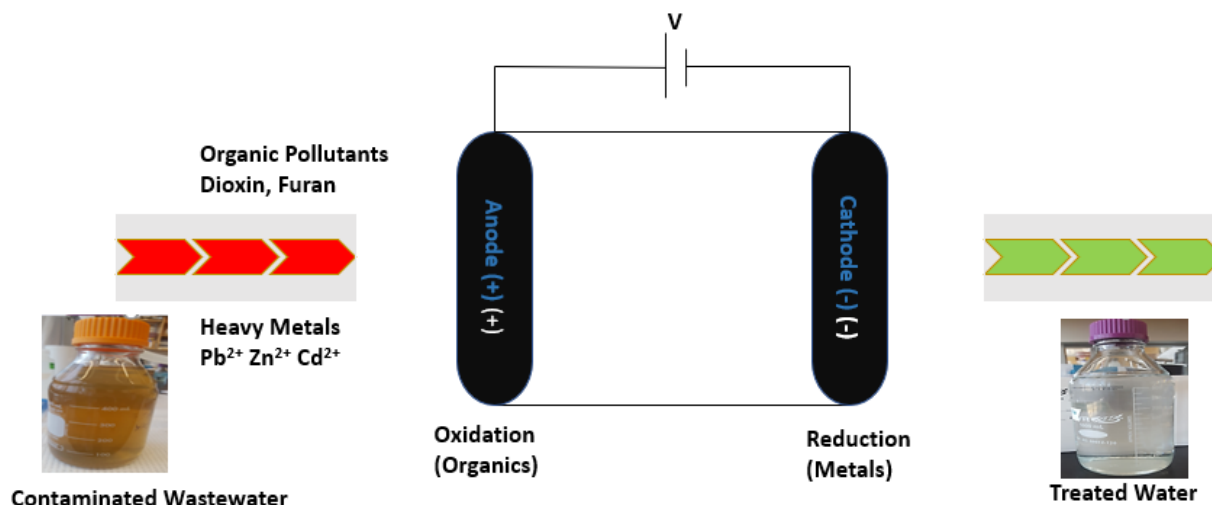 V
Organic Pollutants
Dioxin, Furan
Heavy Metals
Pb²⁺ Zn²⁺ Cd²⁺
Contaminated Wastewater
Anode (+) (+)
Oxidation
(Organics)
Cathode (-) (-)
Reduction
(Metals)
Treated Water